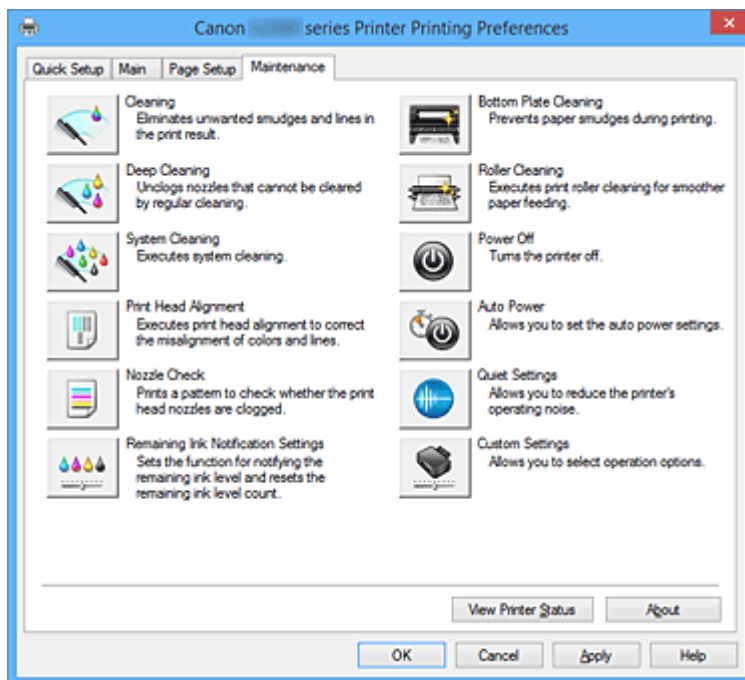 Canon series Printer Printing Preferences
Quick Setup Main Page Setup Maintenance
Cleaning
Eliminates unwanted smudges and lines in
the print result.
Deep Cleaning
Unclogs nozzles that cannot be cleared
by regular cleaning.
System Cleaning
Executes system cleaning.
Print Head Alignment
Executes print head alignment to correct
the misalignment of colors and lines.
Nozzle Check
Prints a pattern to check whether the print
head nozzles are clogged.
Remaining Ink Notification Settings
Sets the function for notifying the
remaining ink level and resets the
remaining ink level count.
Bottom Plate Cleaning
Prevents paper smudges during printing.
Roller Cleaning
Executes print roller cleaning for smoother
paper feeding.
Power Off
Turns the printer off.
Auto Power
Allows you to set the auto power settings.
Quiet Settings
Allows you to reduce the printer's
operating noise.
Custom Settings
Allows you to select operation options.
View Printer Status About
OK Cancel Apply Help